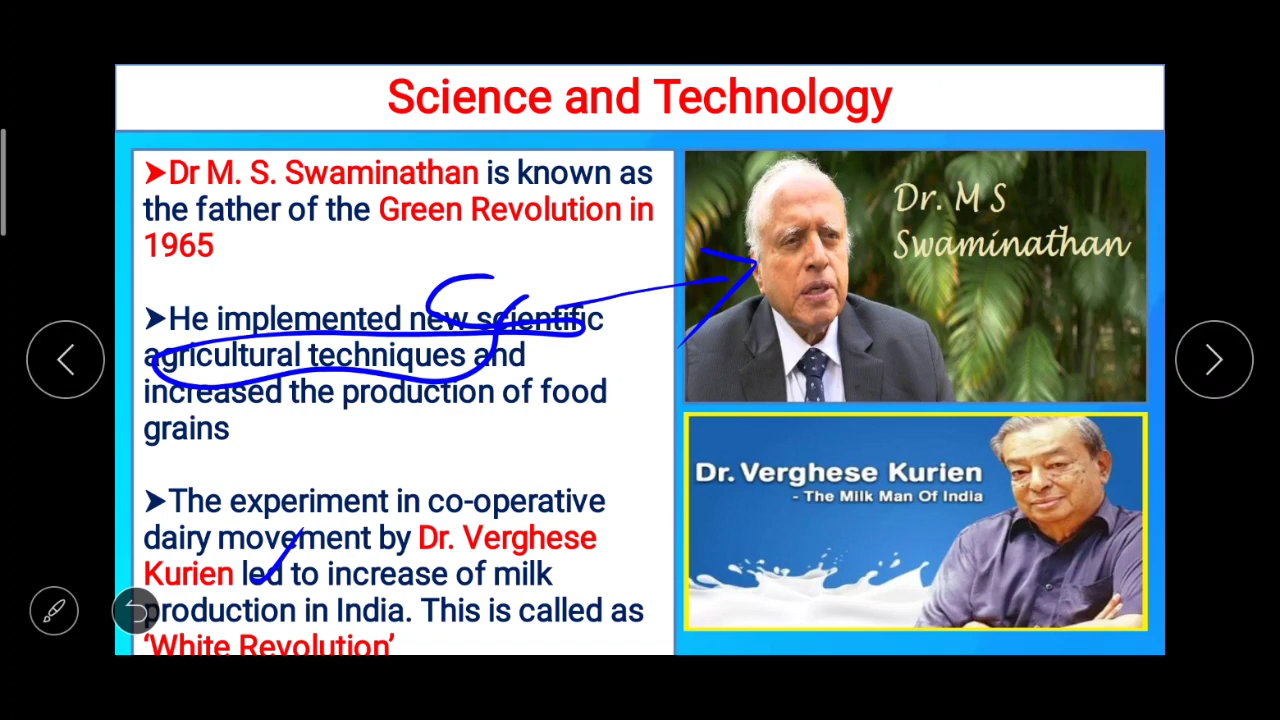 Science and Technology
➤Dr M. S. Swaminathan is known as
the father of the Green Revolution in
1965
➤He implemented new scientific
agricultural techniques and
increased the production of food
grains
➤The experiment in co-operative
dairy movement by Dr. Verghese
Kurien led to increase of milk
production in India. This is called as
‘White Revolution’
Dr. M S
Swaminathan
Dr. Verghese Kurien
- The Milk Man Of India